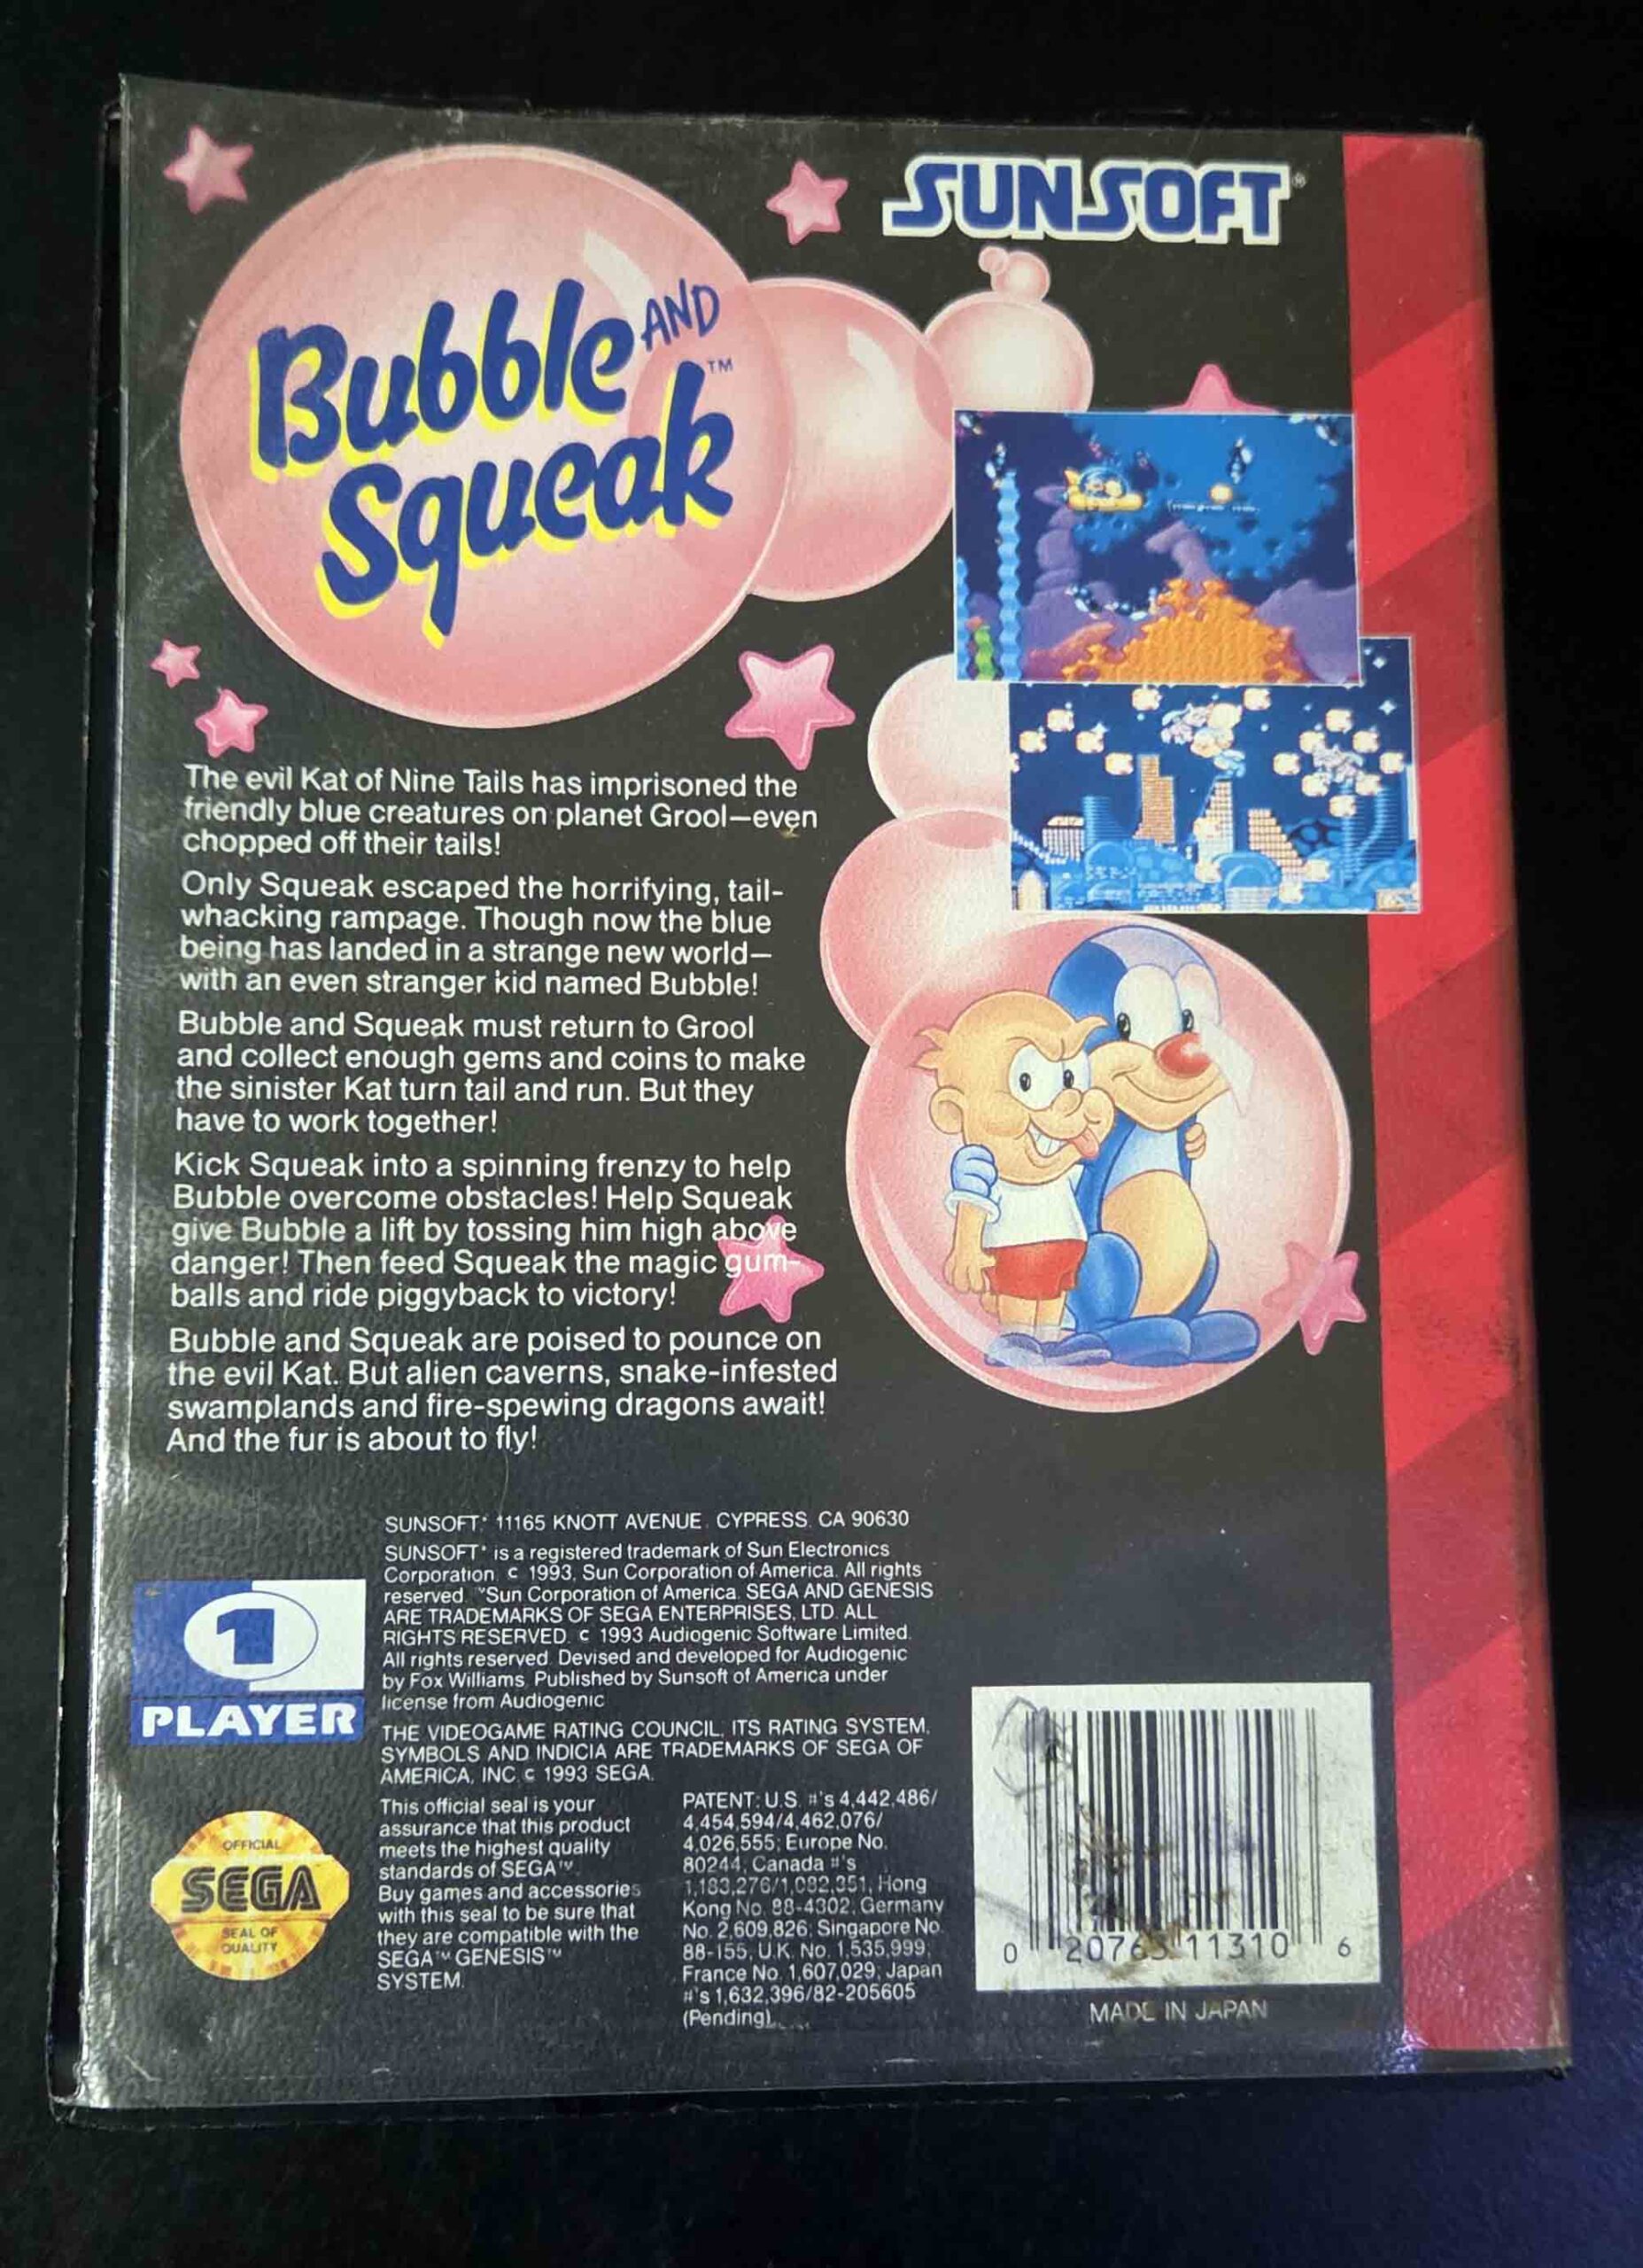 SUNSOFT®
Bubble AND
Squeak™
The evil Kat of Nine Tails has imprisoned the
friendly blue creatures on planet Grool—even
chopped off their tails!
Only Squeak escaped the horrifying, tail-
whacking rampage. Though now the blue
being has landed in a strange new world—
with an even stranger kid named Bubble!
Bubble and Squeak must return to Grool
and collect enough gems and coins to make
the sinister Kat turn tail and run. But they
have to work together!
Kick Squeak into a spinning frenzy to help
Bubble overcome obstacles! Help Squeak
give Bubble a lift by tossing him high above
danger! Then feed Squeak the magic gum-
balls and ride piggyback to victory!
Bubble and Squeak are poised to pounce on
the evil Kat. But alien caverns, snake-infested
swamplands and fire-spewing dragons await!
And the fur is about to fly!
SUNSOFT® 11165 KNOTT AVENUE, CYPRESS, CA 90630
SUNSOFT® is a registered trademark of Sun Electronics
Corporation. © 1993, Sun Corporation of America. All rights
reserved. ™Sun Corporation of America. SEGA AND GENESIS
ARE TRADEMARKS OF SEGA ENTERPRISES, LTD. ALL
RIGHTS RESERVED. © 1993 Audiogenic Software Limited.
All rights reserved. Devised and developed for Audiogenic
by Fox Williams. Published by Sunsoft of America under
license from Audiogenic
THE VIDEOGAME RATING COUNCIL, ITS RATING SYSTEM,
SYMBOLS AND INDICIA ARE TRADEMARKS OF SEGA OF
AMERICA, INC. © 1993 SEGA.
1
PLAYER
OFFICIAL
SEGA
SEAL OF
QUALITY
This official seal is your
assurance that this product
meets the highest quality
standards of SEGA™.
Buy games and accessories
with this seal to be sure that
they are compatible with the
SEGA™ GENESIS™
SYSTEM.
PATENT: U.S. #'s 4,442,486/
4,454,594/4,462,076/
4,026,555; Europe No.
80244; Canada #'s
1,183,276/1,082,351; Hong
Kong No. 88-4302; Germany
No. 2,609,826; Singapore No.
88-155; U.K. No. 1,535,999;
France No. 1,607,029; Japan
#'s 1,632,396/82-205605
(Pending)
0 20763 11310 6
MADE IN JAPAN